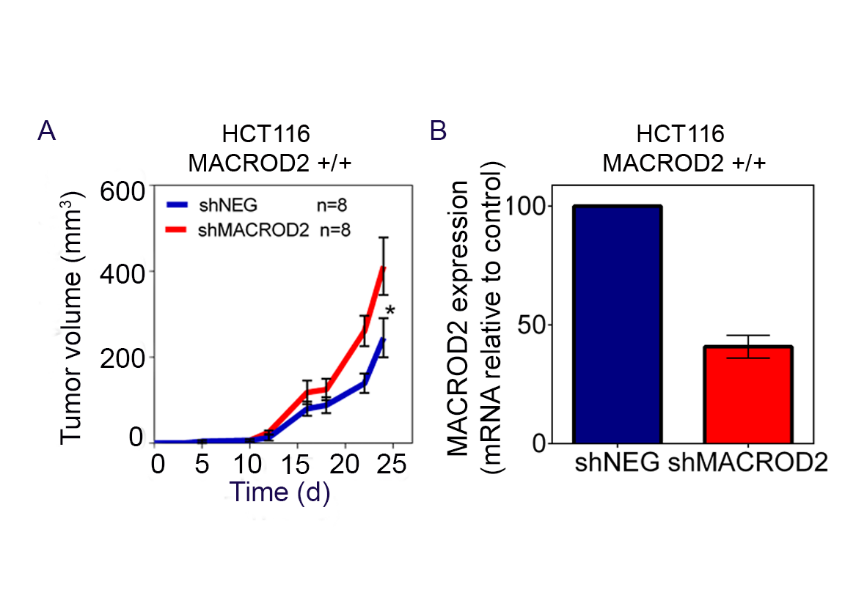 A
HCT116
MACROD2 +/+
600
400
200
0
Tumor volume (mm³)
shNEG n=8
shMACROD2 n=8
*
0 5 10 15 20 25
Time (d)
B
HCT116
MACROD2 +/+
MACROD2 expression
(mRNA relative to control)
100
50
0
shNEG shMACROD2